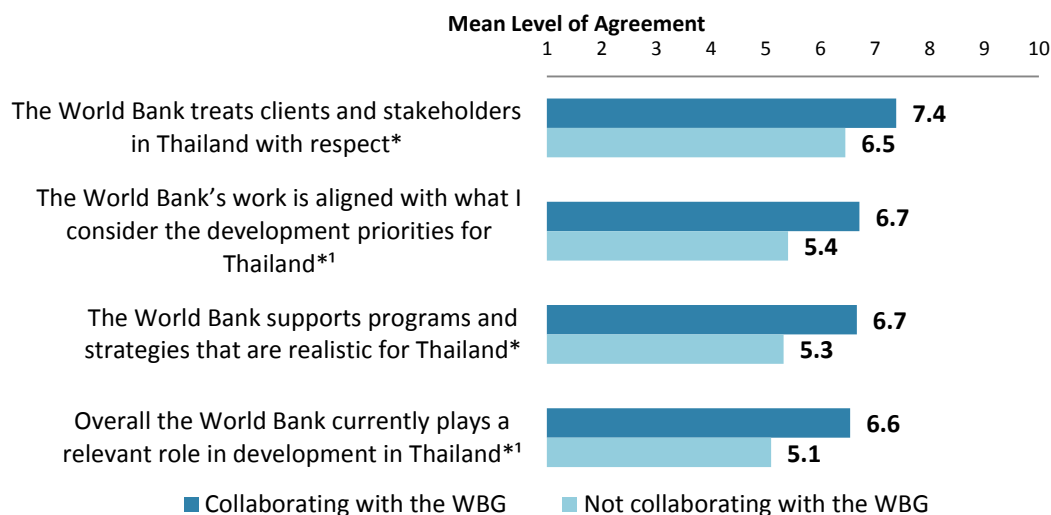 Mean Level of Agreement
1 2 3 4 5 6 7 8 9 10
The World Bank treats clients and stakeholders
in Thailand with respect*
7.4
6.5
The World Bank’s work is aligned with what I
consider the development priorities for
Thailand*¹
6.7
5.4
The World Bank supports programs and
strategies that are realistic for Thailand*
6.7
5.3
Overall the World Bank currently plays a
relevant role in development in Thailand*¹
6.6
5.1
Collaborating with the WBG Not collaborating with the WBG